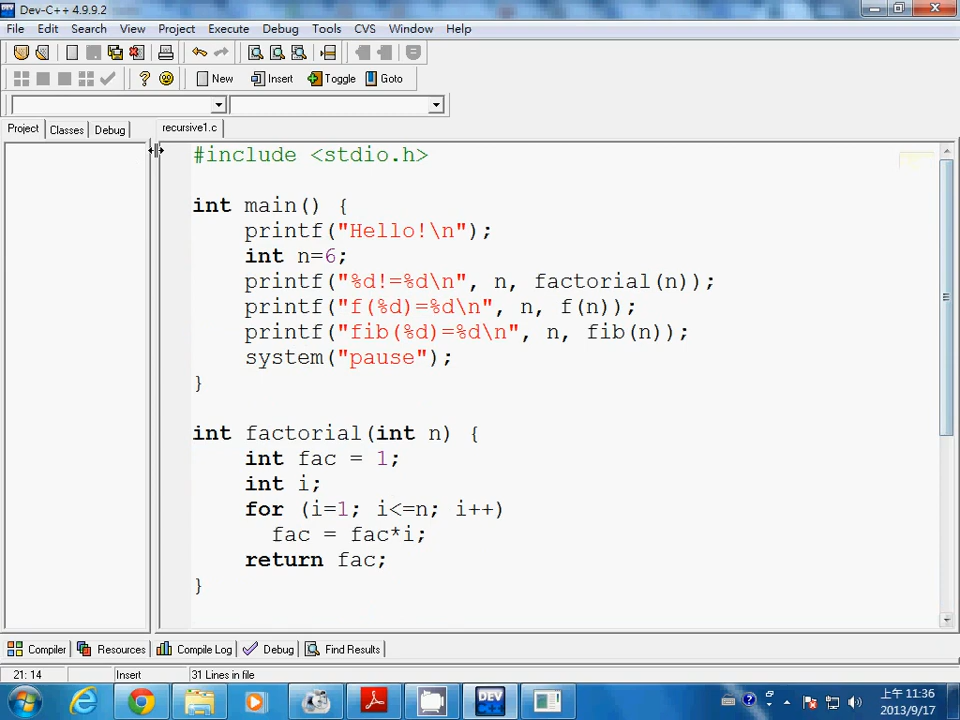 Dev-C++ 4.9.9.2
File Edit Search View Project Execute Debug Tools CVS Window Help
New Insert Toggle Goto
Project Classes Debug recursive1.c
#include <stdio.h>
int main() {
printf("Hello!\n");
int n=6;
printf("%d!=%d\n", n, factorial(n));
printf("f(%d)=%d\n", n, f(n));
printf("fib(%d)=%d\n", n, fib(n));
system("pause");
}
int factorial(int n) {
int fac = 1;
int i;
for (i=1; i<=n; i++)
fac = fac*i;
return fac;
}
Compiler Resources Compile Log Debug Find Results
21: 14 Insert 31 Lines in file
DEV C++
上午 11:36
2013/9/17